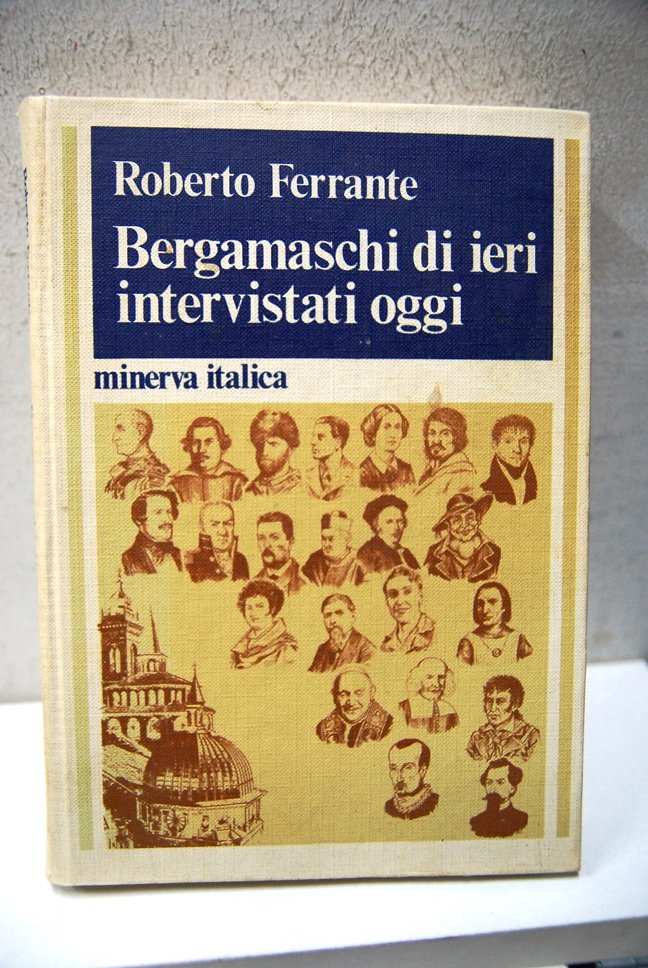 Roberto Ferrante
Bergamaschi di ieri
intervistati oggi
minerva italica